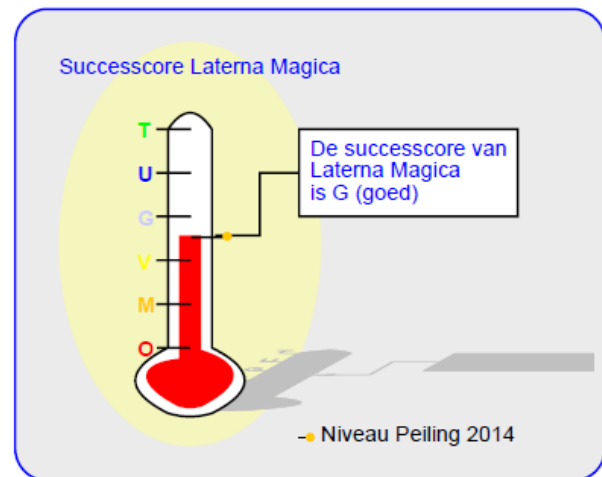 Successcore Laterna Magica
T
U
G
V
M
O
De successcore van
Laterna Magica
is G (goed)
Niveau Peiling 2014